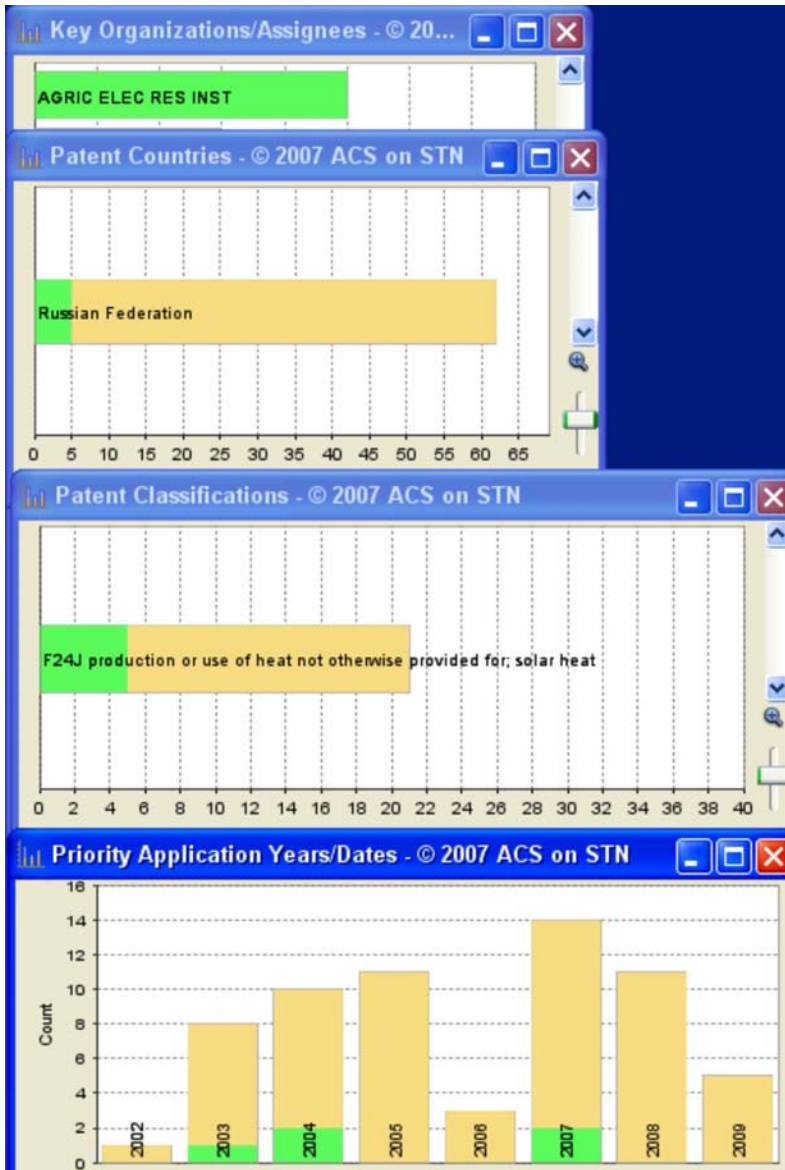 Key Organizations/Assignees - © 20...
AGRIC ELEC RES INST
Patent Countries - © 2007 ACS on STN
Russian Federation
0 5 10 15 20 25 30 35 40 45 50 55 60 65
Patent Classifications - © 2007 ACS on STN
F24J production or use of heat not otherwise provided for; solar heat
0 2 4 6 8 10 12 14 16 18 20 22 24 26 28 30 32 34 36 38 40
Priority Application Years/Dates - © 2007 ACS on STN
16
14
12
10
8
6
4
2
0
Count
2002 2003 2004 2005 2006 2007 2008 2009